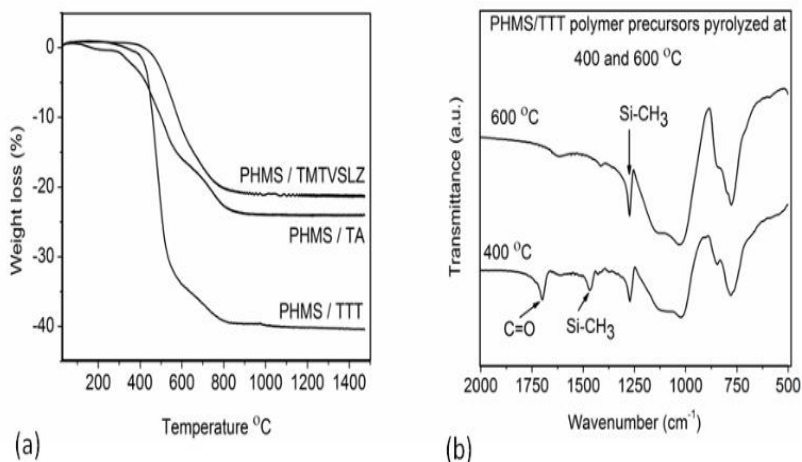 0
-10
-20
-30
-40
Weight loss (%)
PHMS / TMTVSLZ
PHMS / TA
PHMS / TTT
200 400 600 800 1000 1200 1400
Temperature °C
(a)
PHMS/TTT polymer precursors pyrolyzed at
400 and 600 °C
600 °C
Si-CH₃
400 °C
C=O
Si-CH₃
Transmittance (a.u.)
2000 1750 1500 1250 1000 750 500
Wavenumber (cm⁻¹)
(b)